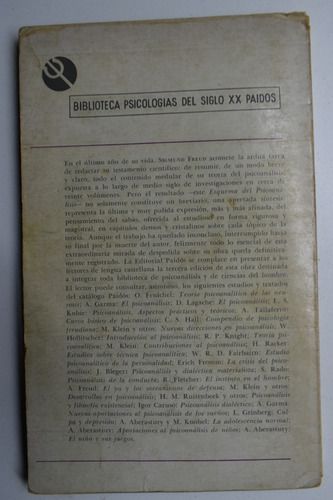 BIBLIOTECA PSICOLOGIAS DEL SIGLO XX PAIDOS
En el último año de su vida, SIGMUND FREUD acomete la ardua tarea
de redactar su testamento científico; de resumir, de un modo breve
y claro, todo el contenido medular de su teoría del psicoanálisis
expuesta a lo largo de medio siglo de investigaciones en cerca de
veinte volúmenes. Pero el resultado —este Esquema del Psicoaná-
lisis— no solamente constituye un breviario, una apretada síntesis:
representa la última y muy pulida expresión, más y más afinada, del
pensamiento del sabio, ofrecida al estudioso en forma rigurosa y
magistral, en capítulos densos y cristalinos sobre cada tópico de la
teoría. Aunque el trabajo ha quedado inconcluso, interrumpido hacia
su final por la muerte del autor, felizmente todo lo esencial de esta
extraordinaria mirada de despedida sobre su obra queda definitiva-
mente registrado. La Editorial Paidós se complace en presentar a los
lectores de lengua castellana la tercera edición de esta obra destinada
a integrar toda biblioteca de psicoanálisis y ciencias del hombre.
El lector puede consultar, asimismo, los siguientes estudios y tratados
del catálogo Paidós: O. Fenichel: Teoría psicoanalítica de las neu-
rosis; A. Garma: El psicoanálisis; D. Lagache: El psicoanálisis; L. S.
Kubie: Psicoanálisis. Aspectos prácticos y teóricos; A. Tallaferro:
Curso básico de psicoanálisis; C. S. Hall: Compendio de psicología
freudiana; M. Klein y otros: Nuevas direcciones en psicoanálisis; W.
Hollitscher: Introducción al psicoanálisis; R. P. Knight: Teoría psi-
coanalítica; M. Klein: Contribuciones al psicoanálisis; H. Racker:
Estudios sobre técnica psicoanalítica; W. R. D. Fairbairn: Estudio
psicoanalítico de la personalidad; Erich Fromm: La crisis del psico-
análisis; J. Bleger: Psicoanálisis y dialéctica materialista; S. Rado:
Psicoanálisis de la conducta; R. Fletcher: El instinto en el hombre;
A. Freud: El yo y los mecanismos de defensa; M. Klein y otros:
Desarrollos en psicoanálisis; H. M. Ruitenbeek y otros: Psicoanálisis
y filosofía existencial; Igor Caruso: Psicoanálisis dialéctico; A. Garma:
Nuevas aportaciones al psicoanálisis de los sueños; L. Grinberg: Cul-
pa y depresión; A. Aberastury y M. Knobel: La adolescencia normal;
A. Aberastury: Aportaciones al psicoanálisis de niños; A. Aberastury:
El niño y sus juegos.